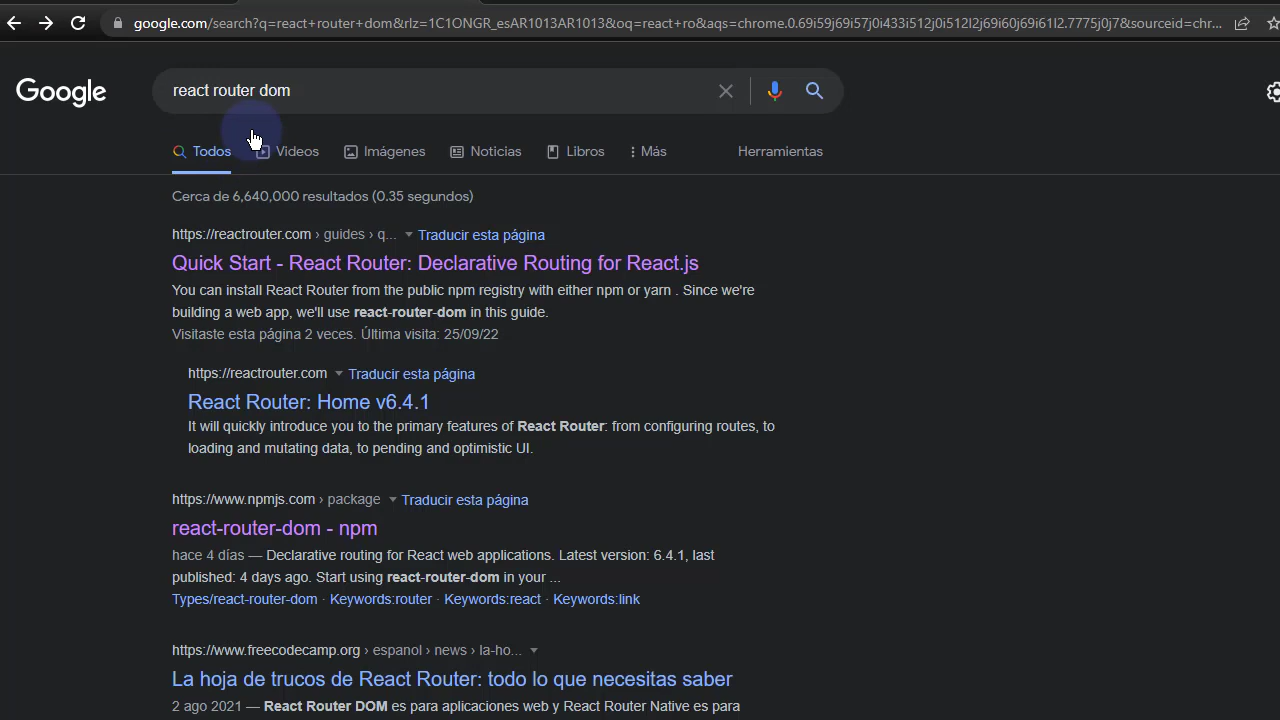 google.com/search?q=react+router+dom&rlz=1C1ONGR_esAR1013AR1013&oq=react+ro&aqs=chrome.0.69i59j69i57j0i433i512j0i512l2j69i60j69i61l2.7775j0j7&sourceid=chr...
Google
react router dom
Todos Videos Imágenes Noticias Libros Más Herramientas
Cerca de 6,640,000 resultados (0.35 segundos)
https://reactrouter.com › guides › q... Traducir esta página
Quick Start - React Router: Declarative Routing for React.js
You can install React Router from the public npm registry with either npm or yarn . Since we're
building a web app, we'll use react-router-dom in this guide.
Visitaste esta página 2 veces. Última visita: 25/09/22
https://reactrouter.com Traducir esta página
React Router: Home v6.4.1
It will quickly introduce you to the primary features of React Router: from configuring routes, to
loading and mutating data, to pending and optimistic UI.
https://www.npmjs.com › package Traducir esta página
react-router-dom - npm
hace 4 días — Declarative routing for React web applications. Latest version: 6.4.1, last
published: 4 days ago. Start using react-router-dom in your ...
Types/react-router-dom · Keywords:router · Keywords:react · Keywords:link
https://www.freecodecamp.org › espanol › news › la-ho...
La hoja de trucos de React Router: todo lo que necesitas saber
2 ago 2021 — React Router DOM es para aplicaciones web y React Router Native es para